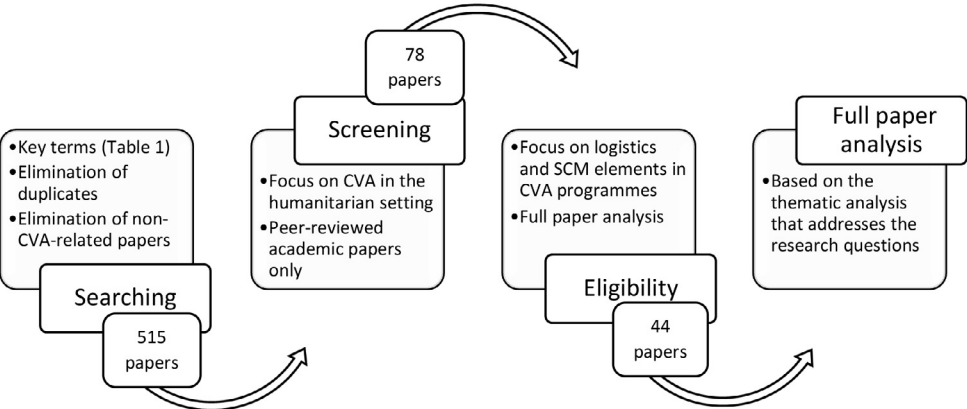 •Key terms (Table 1)
•Elimination of
duplicates
•Elimination of non-
CVA-related papers
Searching
515
papers
78
papers
Screening
•Focus on CVA in the
humanitarian setting
•Peer-reviewed
academic papers
only
•Focus on logistics
and SCM elements in
CVA programmes
•Full paper analysis
Eligibility
44
papers
Full paper
analysis
•Based on the
thematic analysis
that addresses the
research questions